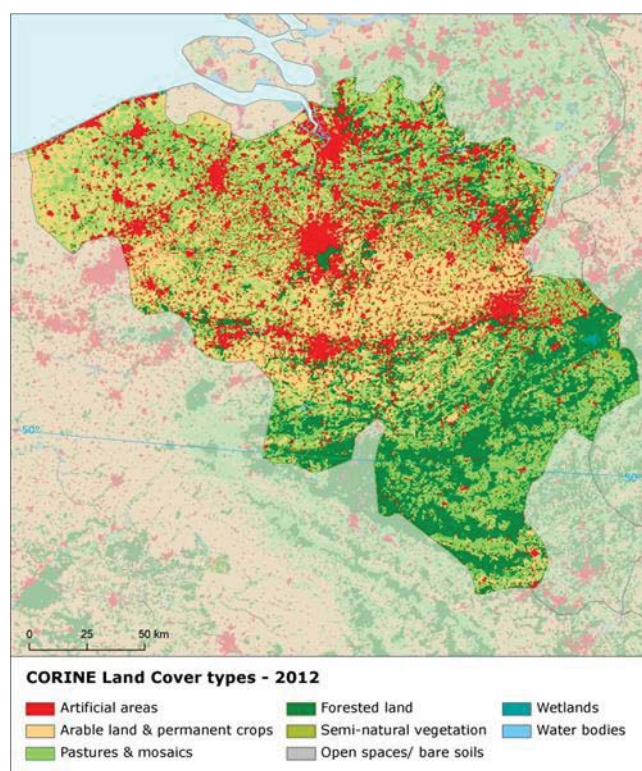 50°
50°
0 25 50 km
CORINE Land Cover types - 2012
Artificial areas
Arable land & permanent crops
Pastures & mosaics
Forested land
Semi-natural vegetation
Open spaces/ bare soils
Wetlands
Water bodies